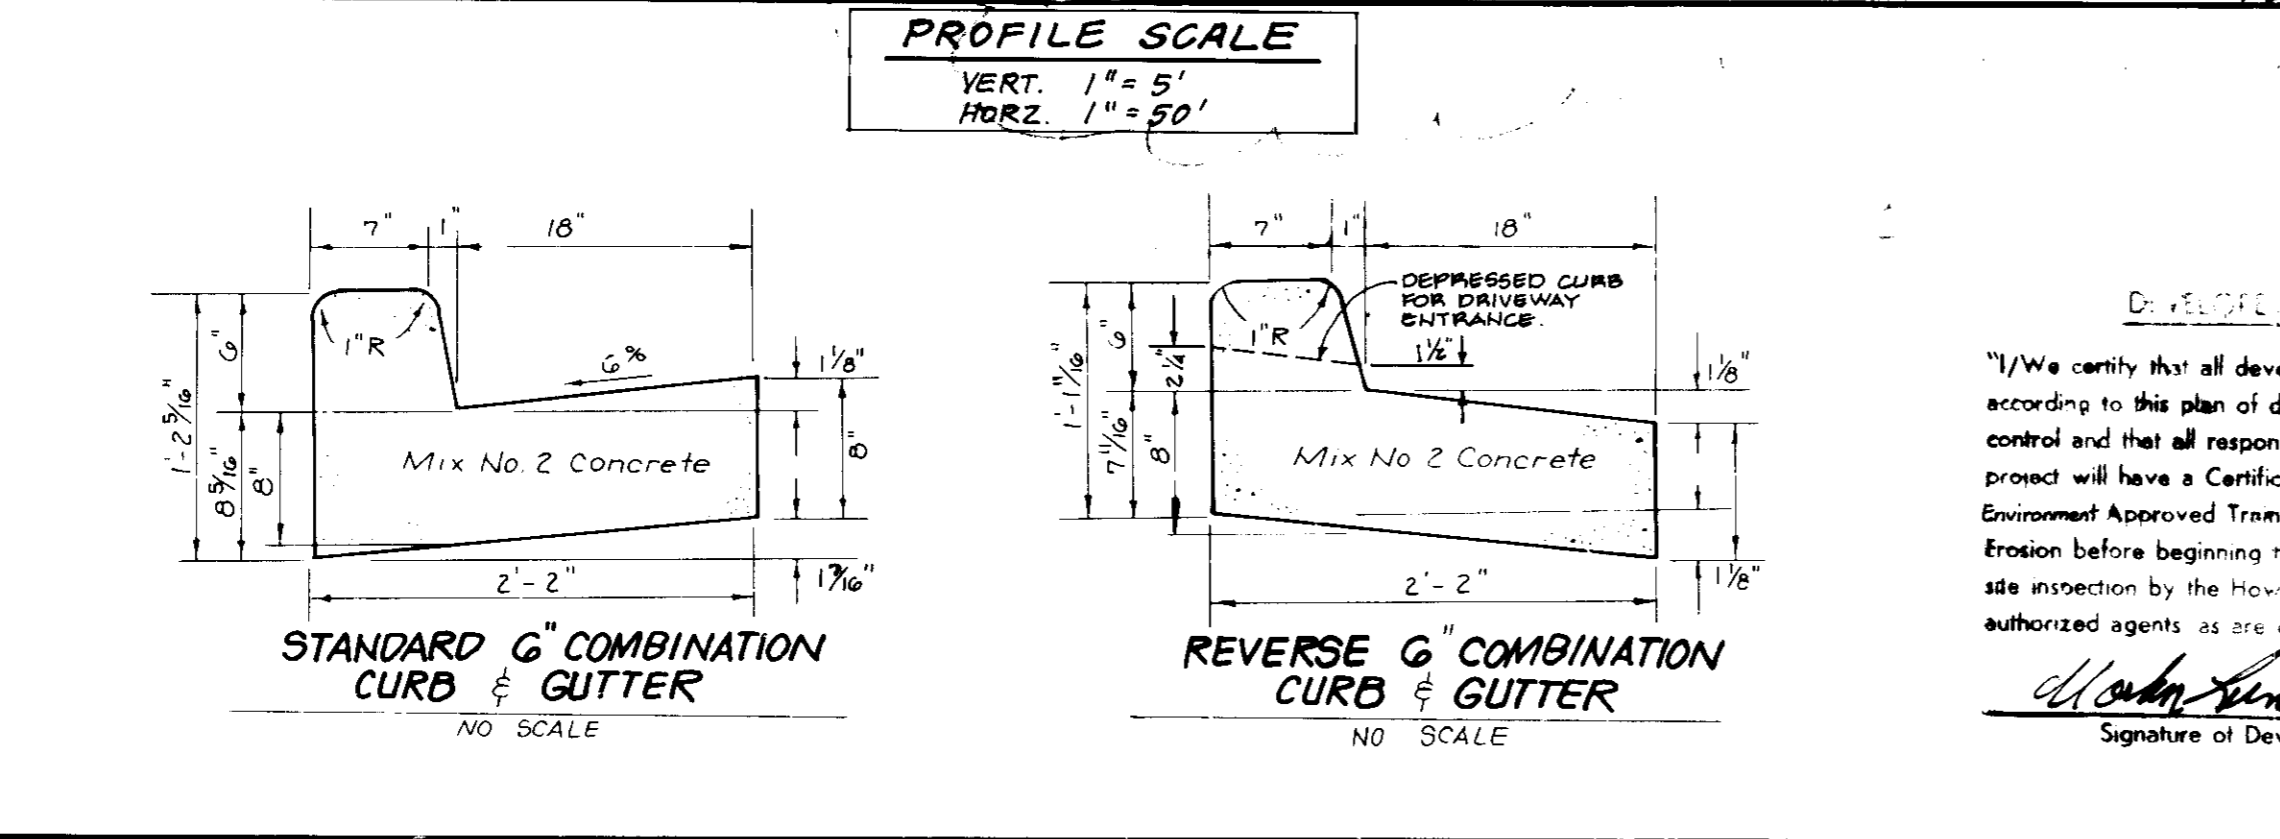 PROFILE SCALE
VERT. 1" = 5'
HORZ. 1" = 50'
7" 1" 18"
6"
1"R
6%
1 1/8"
1'-2 5/16"
8 5/16"
8"
Mix No. 2 Concrete
8"
2'-2"
STANDARD 6" COMBINATION
CURB & GUTTER
NO SCALE
7" 1" 18"
DEPRESSED CURB
FOR DRIVEWAY
ENTRANCE.
6"
1"R
1 1/2"
2 1/4"
1 1/8"
1'-1 11/16"
7 11/16"
8"
Mix No 2 Concrete
2'-2"
1 1/8"
REVERSE 6" COMBINATION
CURB & GUTTER
NO SCALE
"I/We certify that all deve
according to this plan of d
control and that all respon
project will have a Certific
Environment Approved Train
Erosion before beginning t
site inspection by the How
authorized agents as are
Signature of Dev